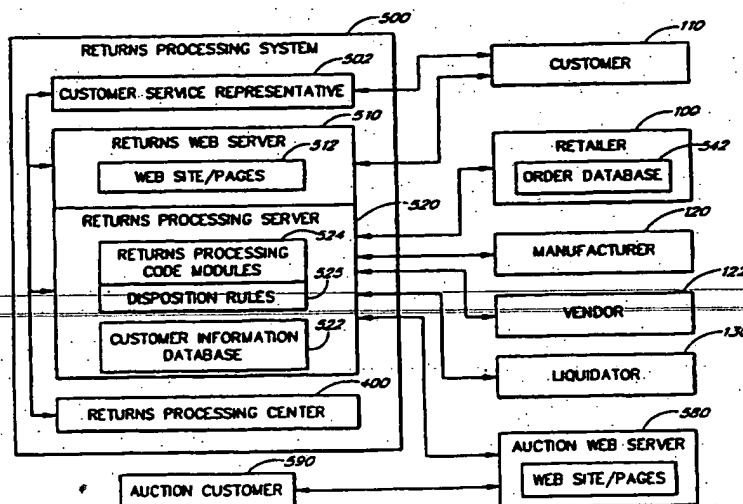 500
RETURNS PROCESSING SYSTEM
502
CUSTOMER SERVICE REPRESENTATIVE
510
RETURNS WEB SERVER
512
WEB SITE/PAGES
520
RETURNS PROCESSING SERVER
524
RETURNS PROCESSING
CODE MODULES
525
DISPOSITION RULES
522
CUSTOMER INFORMATION
DATABASE
400
RETURNS PROCESSING CENTER
110
CUSTOMER
100
RETAILER
542
ORDER DATABASE
120
MANUFACTURER
122
VENDOR
130
LIQUIDATOR
580
AUCTION WEB SERVER
WEB SITE/PAGES
590
AUCTION CUSTOMER